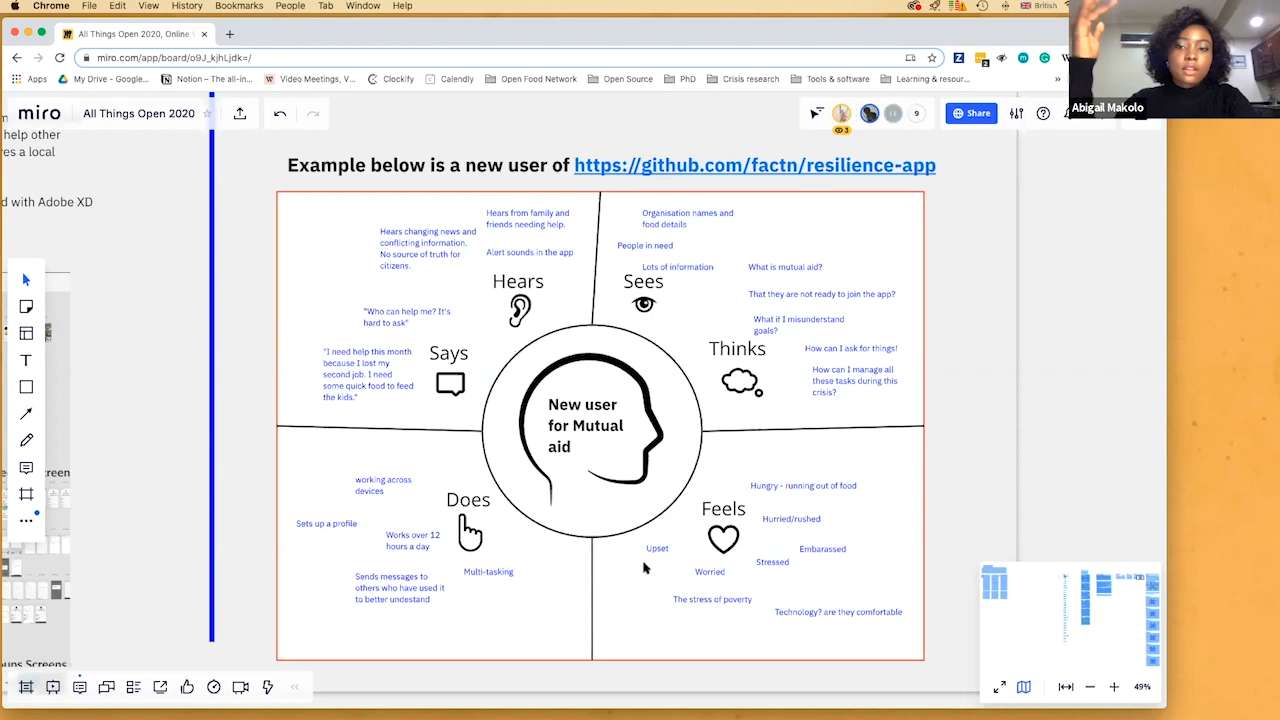 Chrome File Edit View History Bookmarks People Tab Window Help
British
All Things Open 2020, Online
miro.com/app/board/o9J_kjhLjdk=/
Apps My Drive - Google... Notion – The all-in... Video Meetings, V... Clockify Calendly Open Food Network Open Source PhD Crisis research Tools & software Learning & resour...
Abigail Makolo
miro All Things Open 2020
9
Share
3
help other
es a local
d with Adobe XD
Example below is a new user of https://github.com/factn/resilience-app
Hears from family and
friends needing help.
Hears changing news and
conflicting information.
No source of truth for
citizens.
Alert sounds in the app
Hears
Organisation names and
food details
People in need
Lots of information
Sees
What is mutual aid?
That they are not ready to join the app?
What if I misunderstand
goals?
How can I ask for things!
How can I manage all
these tasks during this
crisis?
Thinks
"Who can help me? It's
hard to ask"
"I need help this month
because I lost my
second job. I need
some quick food to feed
the kids."
Says
New user
for Mutual
aid
working across
devices
Sets up a profile
Works over 12
hours a day
Sends messages to
others who have used it
to better undestand
Multi-tasking
Does
Feels
Hungry - running out of food
Hurried/rushed
Upset
Embarassed
Stressed
Worried
The stress of poverty
Technology? are they comfortable
creen
oups Screens
49%